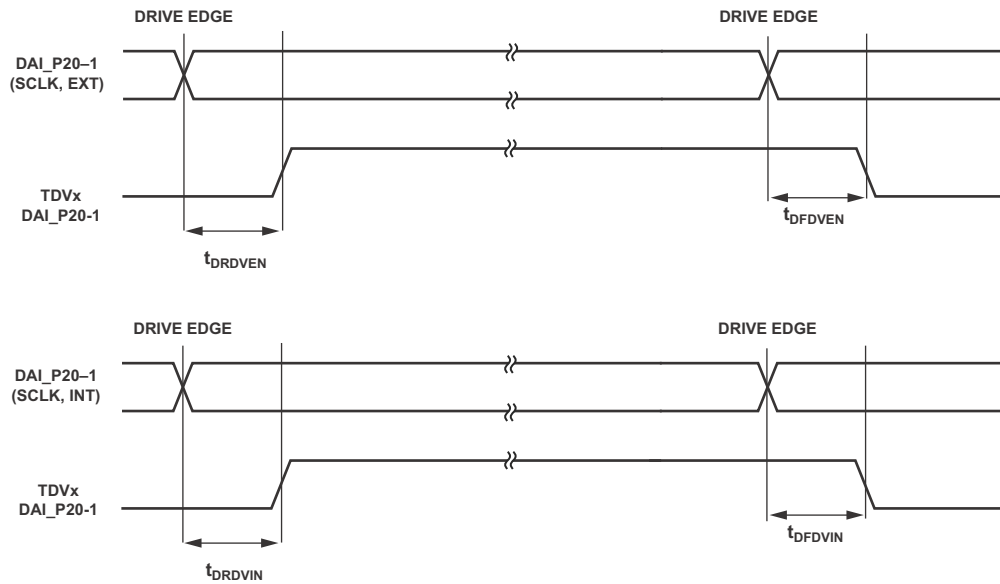 DRIVE EDGE
DRIVE EDGE
DAI_P20–1
(SCLK, EXT)
TDVx
DAI_P20-1
tDFDVEN
tDRDVEN
DRIVE EDGE
DRIVE EDGE
DAI_P20–1
(SCLK, INT)
TDVx
DAI_P20-1
tDFDVIN
tDRDVIN